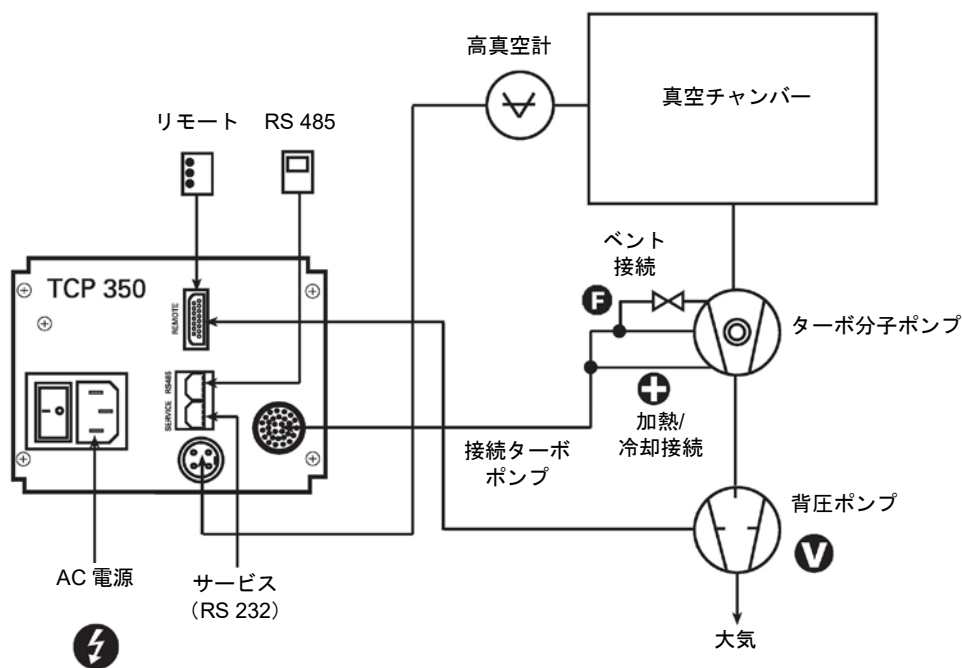 高真空計
真空チャンバー
リモート
RS 485
ベント
接続
TCP 350
F
REMOTE
ターボ分子ポンプ
SERVICE RS485
加熱/
冷却接続
接続ターボ
ポンプ
背圧ポンプ
V
AC 電源
サービス
（RS 232）
大気